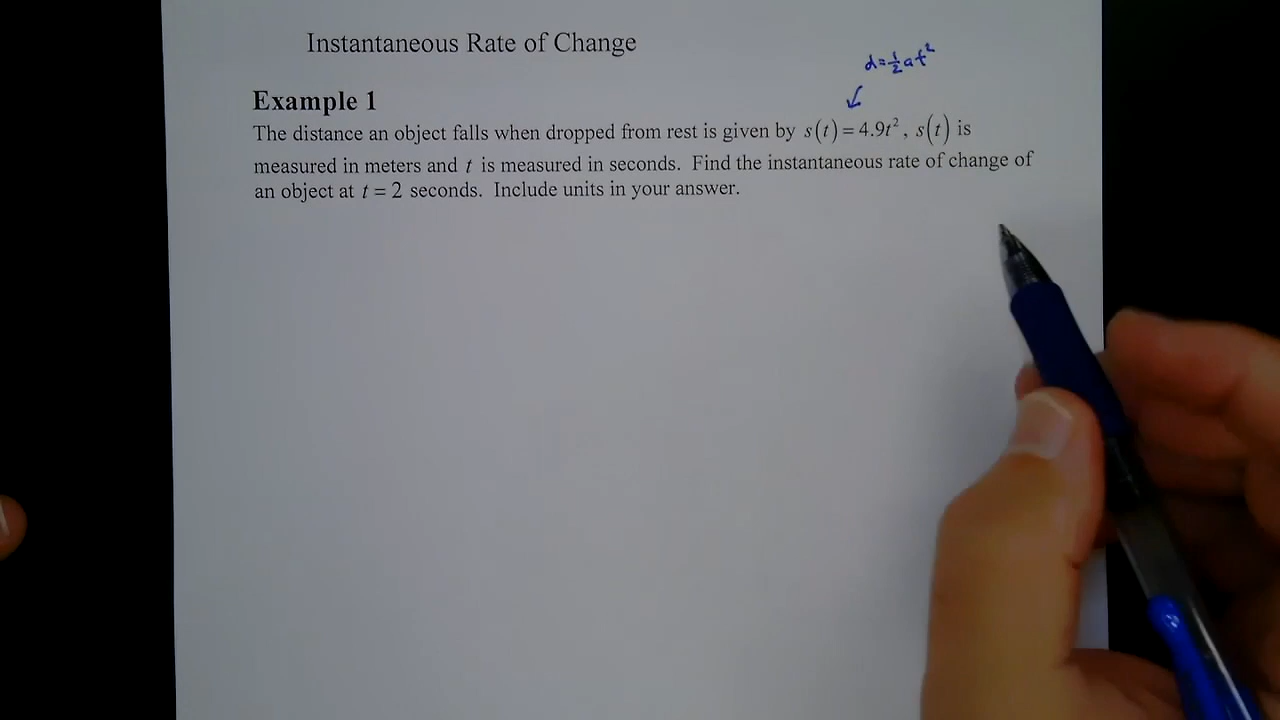 Instantaneous Rate of Change
d=½at²
Example 1
The distance an object falls when dropped from rest is given by s(t) = 4.9t², s(t) is
measured in meters and t is measured in seconds. Find the instantaneous rate of change of
an object at t = 2 seconds. Include units in your answer.